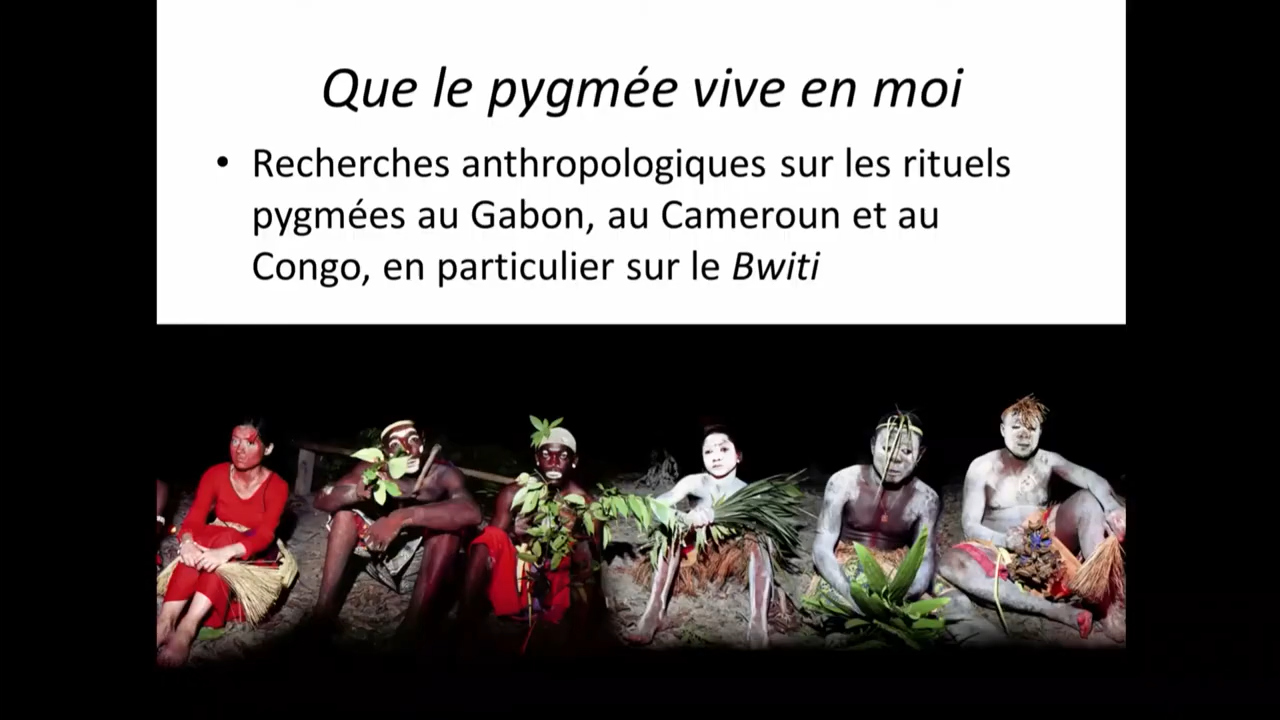 Que le pygmée vive en moi
• Recherches anthropologiques sur les rituels
pygmées au Gabon, au Cameroun et au
Congo, en particulier sur le Bwiti